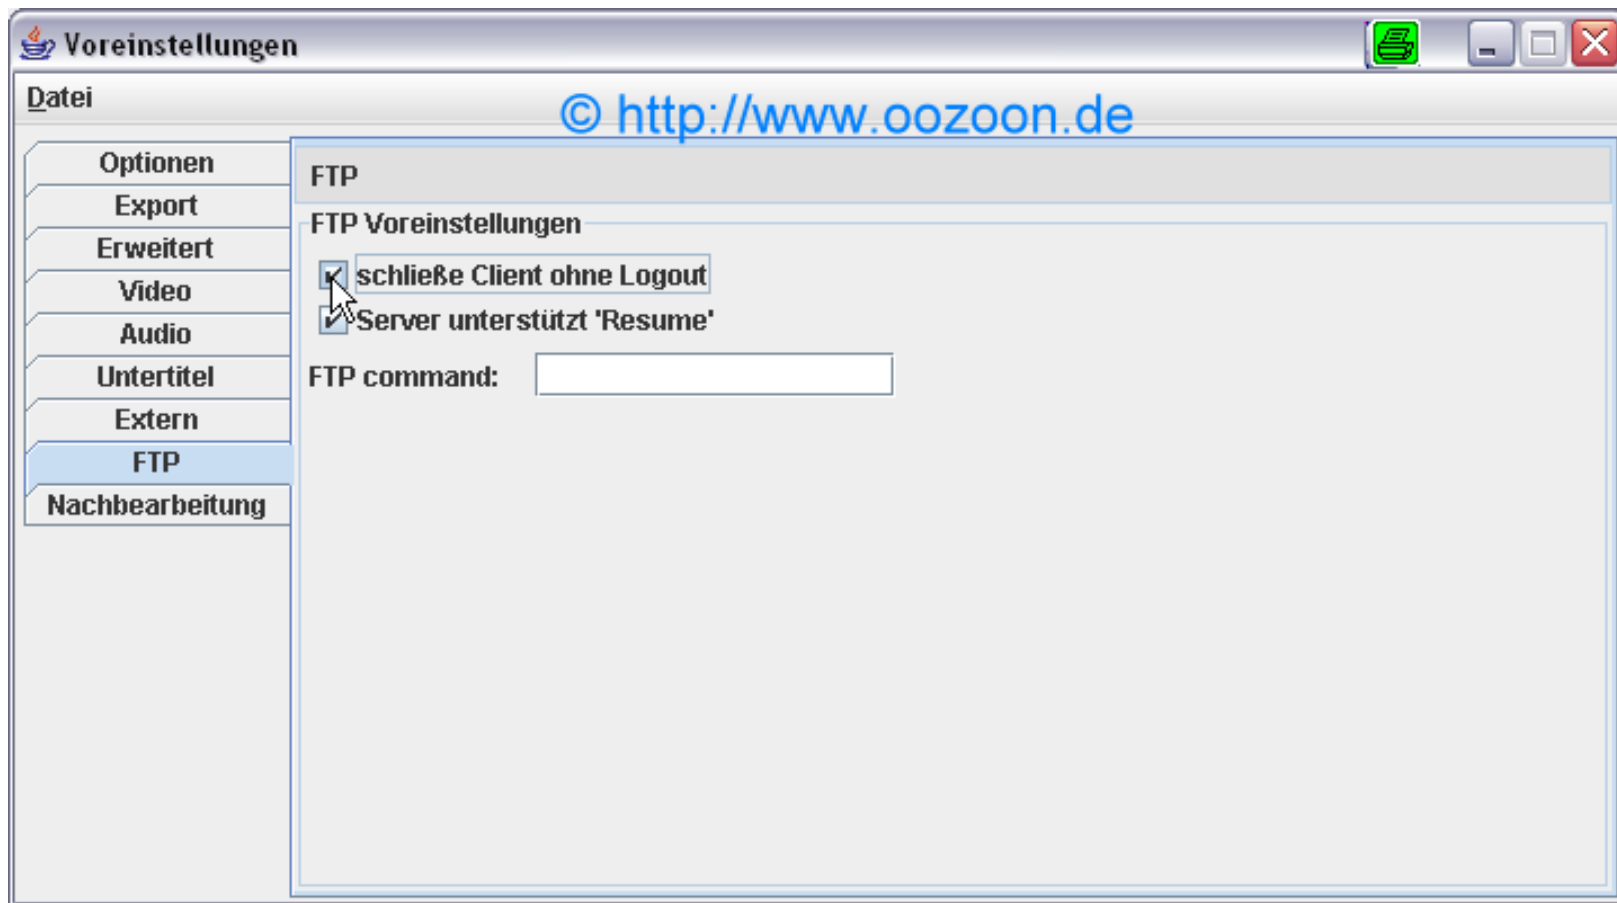 Voreinstellungen
Datei
© http://www.oozoon.de
Optionen
Export
Erweitert
Video
Audio
Untertitel
Extern
FTP
Nachbearbeitung
FTP
FTP Voreinstellungen
schließe Client ohne Logout
Server unterstützt 'Resume'
FTP command: